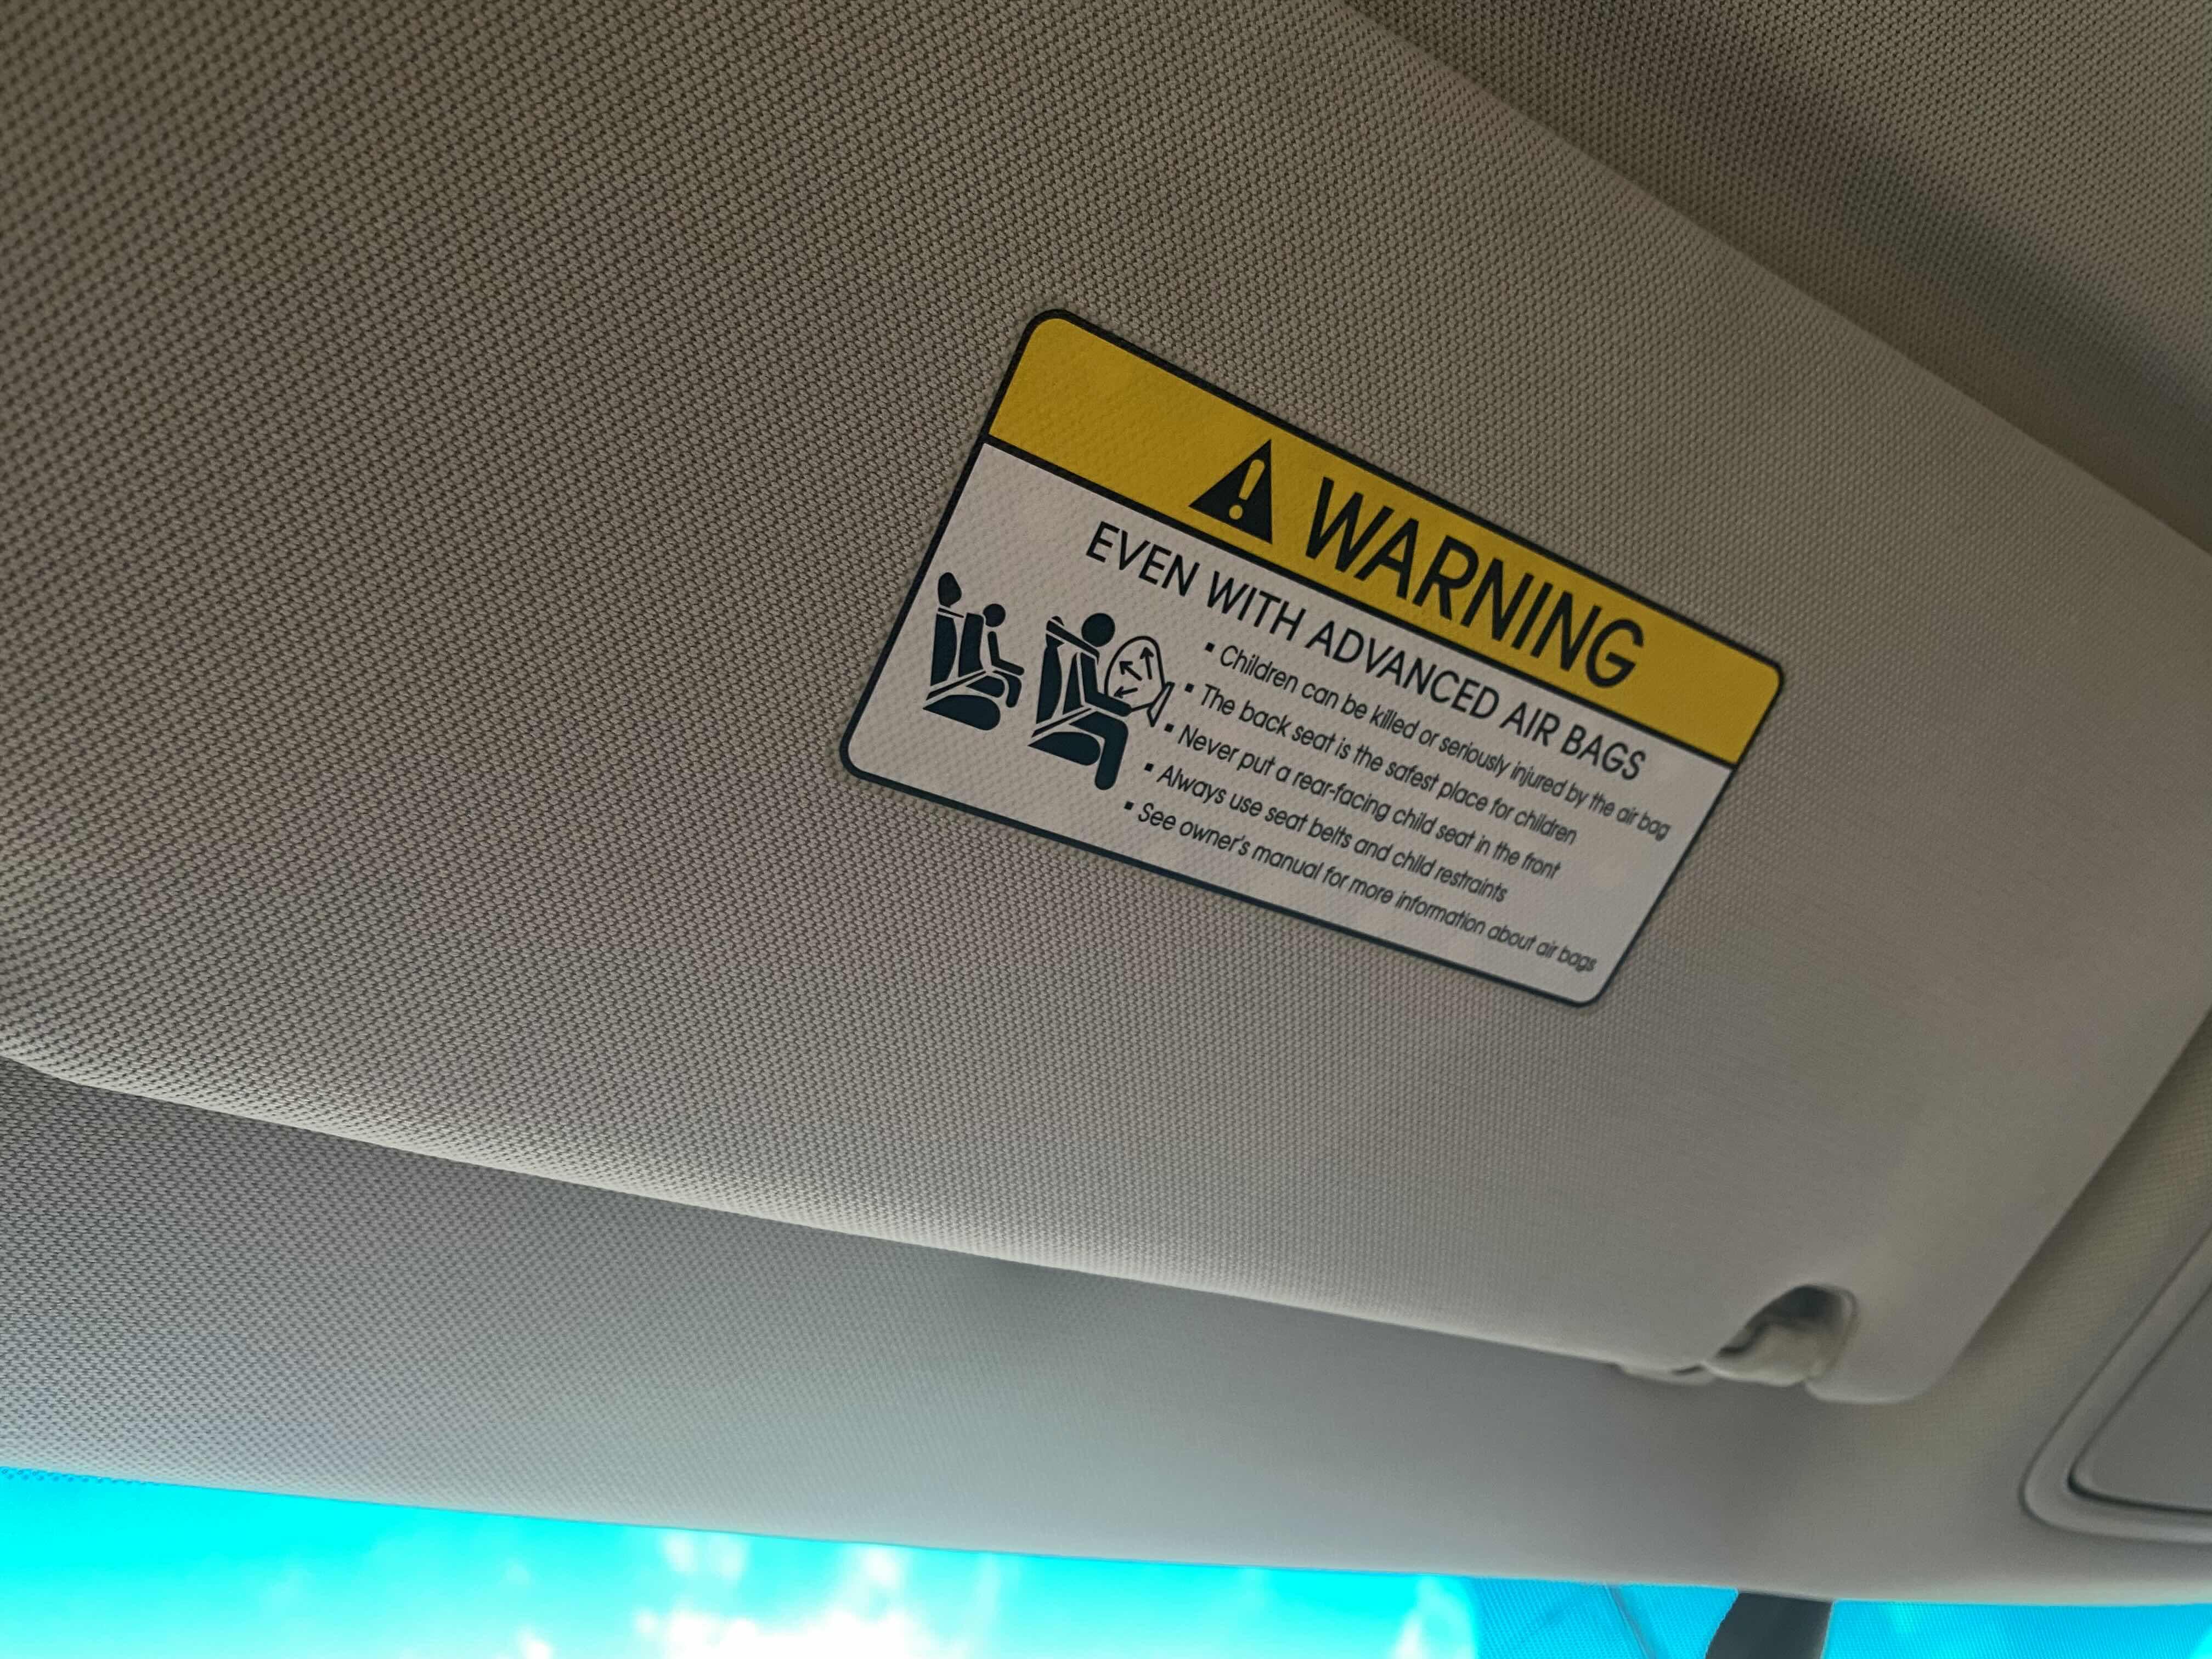 WARNING
EVEN WITH ADVANCED AIR BAGS
▪ Children can be killed or seriously injured by the air bag
▪ The back seat is the safest place for children
▪ Never put a rear-facing child seat in the front
▪ Always use seat belts and child restraints
▪ See owner's manual for more information about air bags